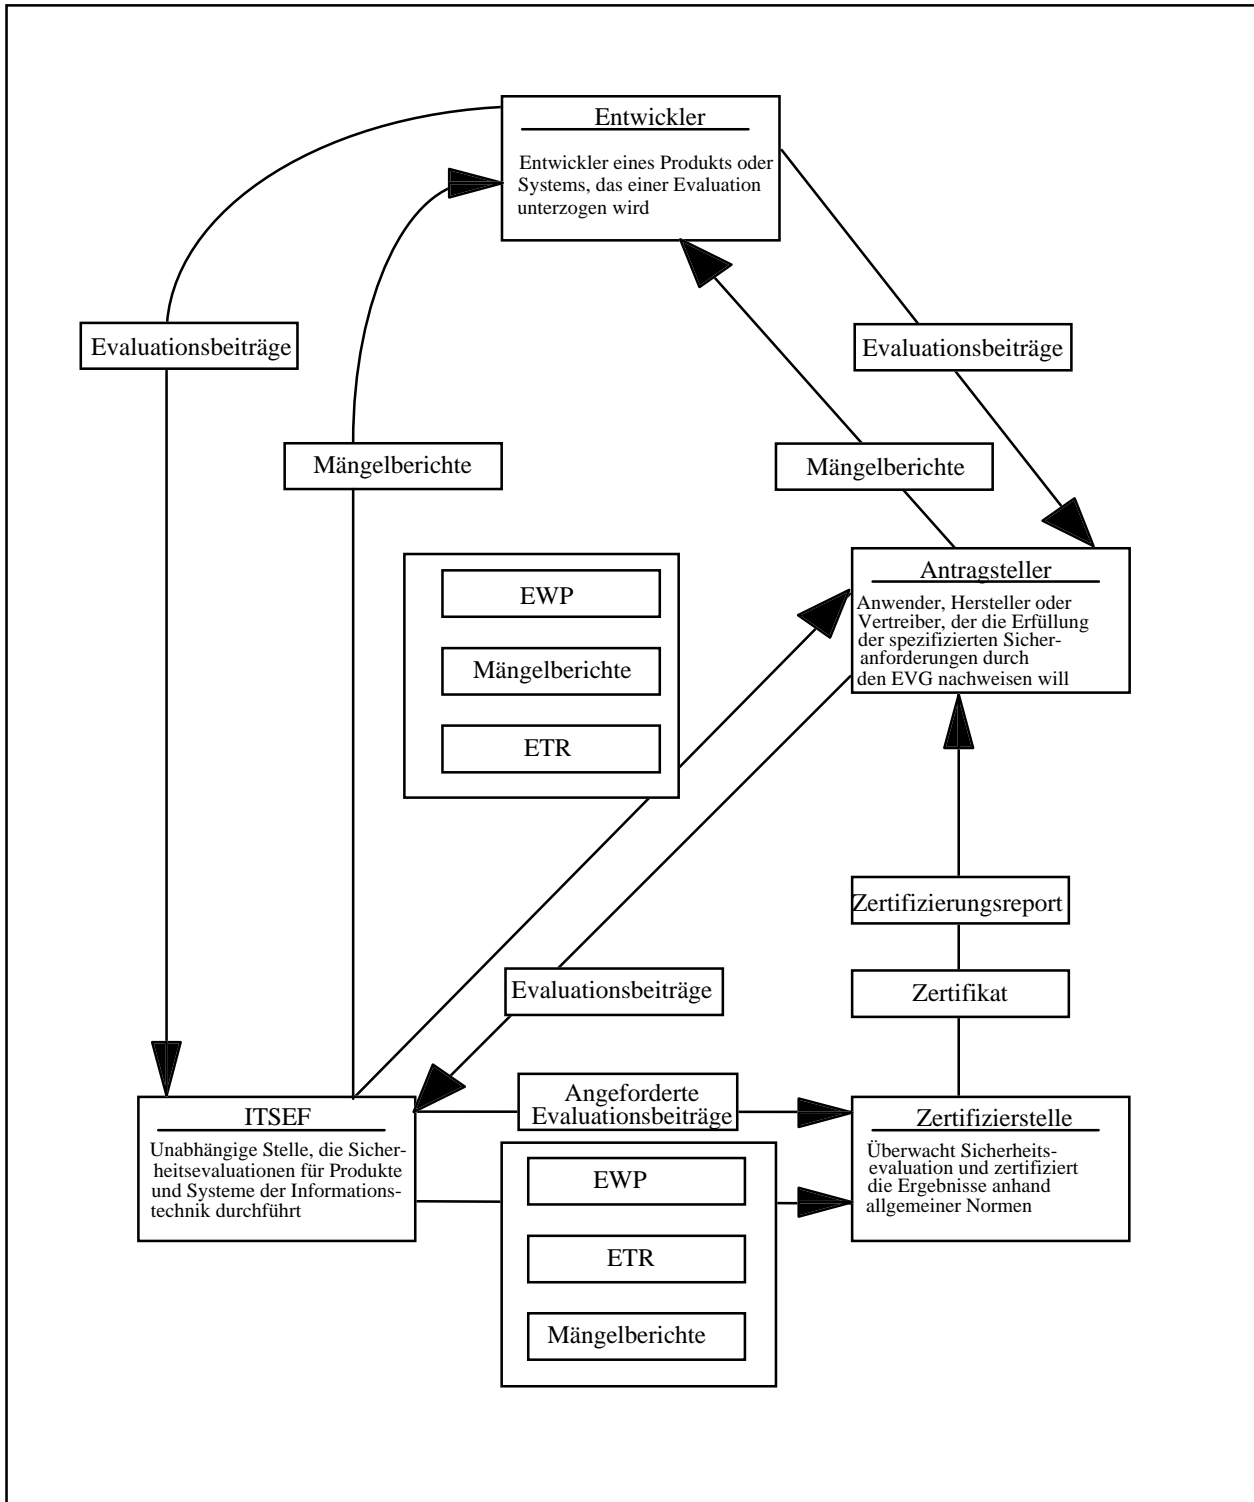 Entwickler
Entwickler eines Produkts oder
Systems, das einer Evaluation
unterzogen wird
Evaluationsbeiträge
Evaluationsbeiträge
Mängelberichte
Mängelberichte
EWP
Mängelberichte
ETR
Antragsteller
Anwender, Hersteller oder
Vertreiber, der die Erfüllung
der spezifizierten Sicher-
anforderungen durch
den EVG nachweisen will
Zertifizierungsreport
Evaluationsbeiträge
Zertifikat
ITSEF
Unabhängige Stelle, die Sicher-
heitsevaluationen für Produkte
und Systeme der Informations-
technik durchführt
Angeforderte
Evaluationsbeiträge
EWP
ETR
Mängelberichte
Zertifizierstelle
Überwacht Sicherheits-
evaluation und zertifiziert
die Ergebnisse anhand
allgemeiner Normen